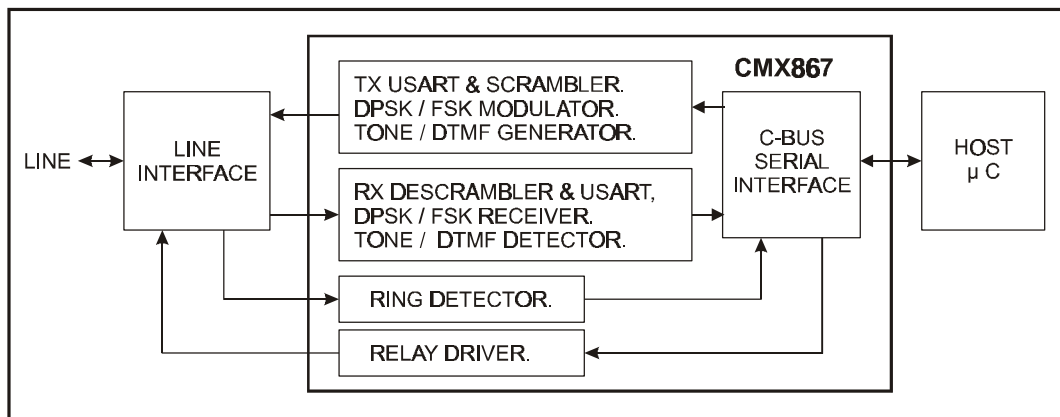 CMX867
TX USART & SCRAMBLER.
DPSK / FSK MODULATOR.
TONE / DTMF GENERATOR.
LINE
LINE
INTERFACE
C-BUS
SERIAL
INTERFACE
HOST
µ C
RX DESCRAMBLER & USART,
DPSK / FSK RECEIVER.
TONE / DTMF DETECTOR.
RING DETECTOR.
RELAY DRIVER.